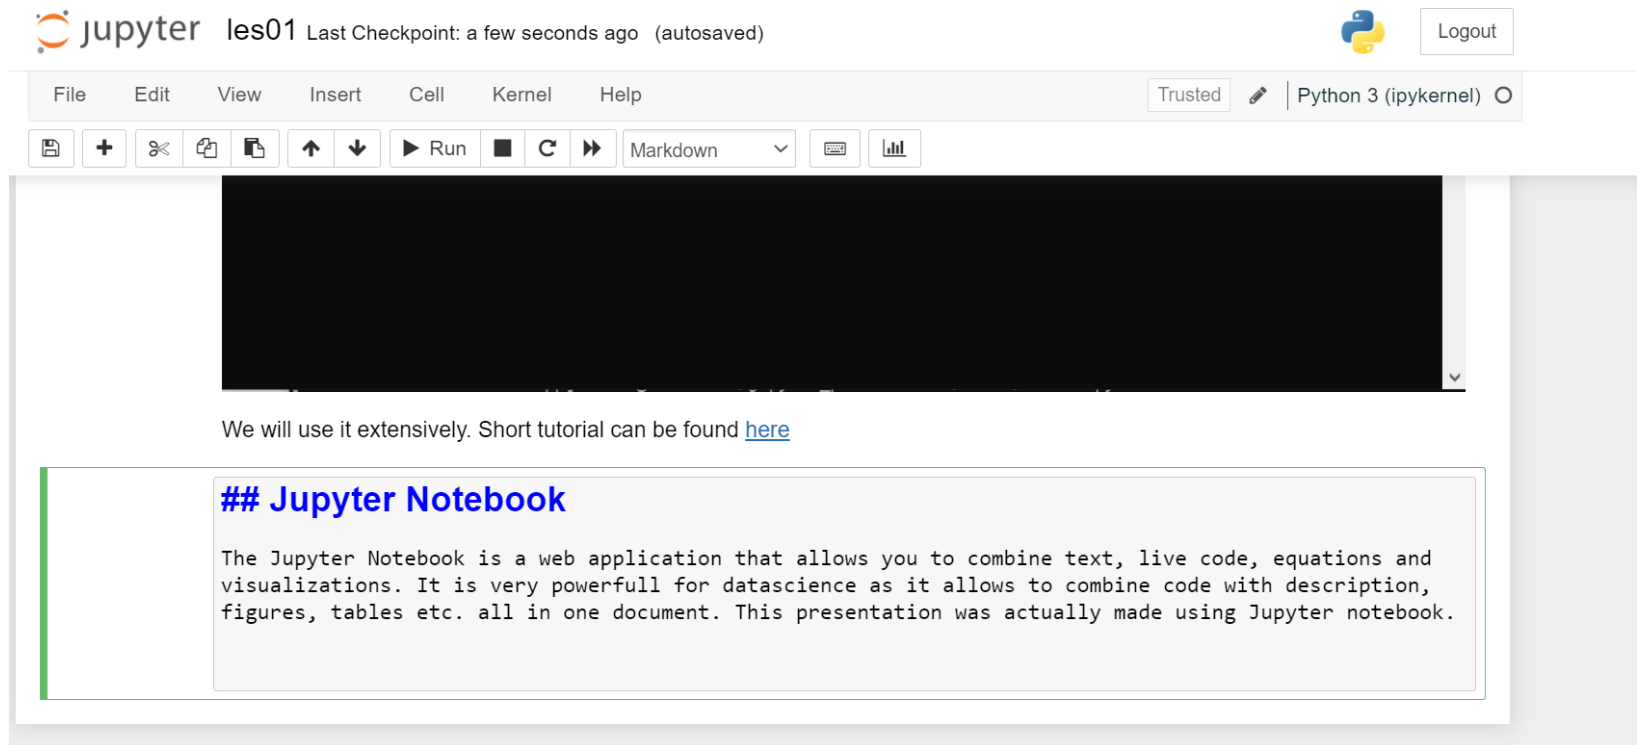 jupyter les01 Last Checkpoint: a few seconds ago (autosaved)
Logout
File Edit View Insert Cell Kernel Help
Trusted
Python 3 (ipykernel)
Run
Markdown
We will use it extensively. Short tutorial can be found here
## Jupyter Notebook
The Jupyter Notebook is a web application that allows you to combine text, live code, equations and
visualizations. It is very powerfull for datascience as it allows to combine code with description,
figures, tables etc. all in one document. This presentation was actually made using Jupyter notebook.